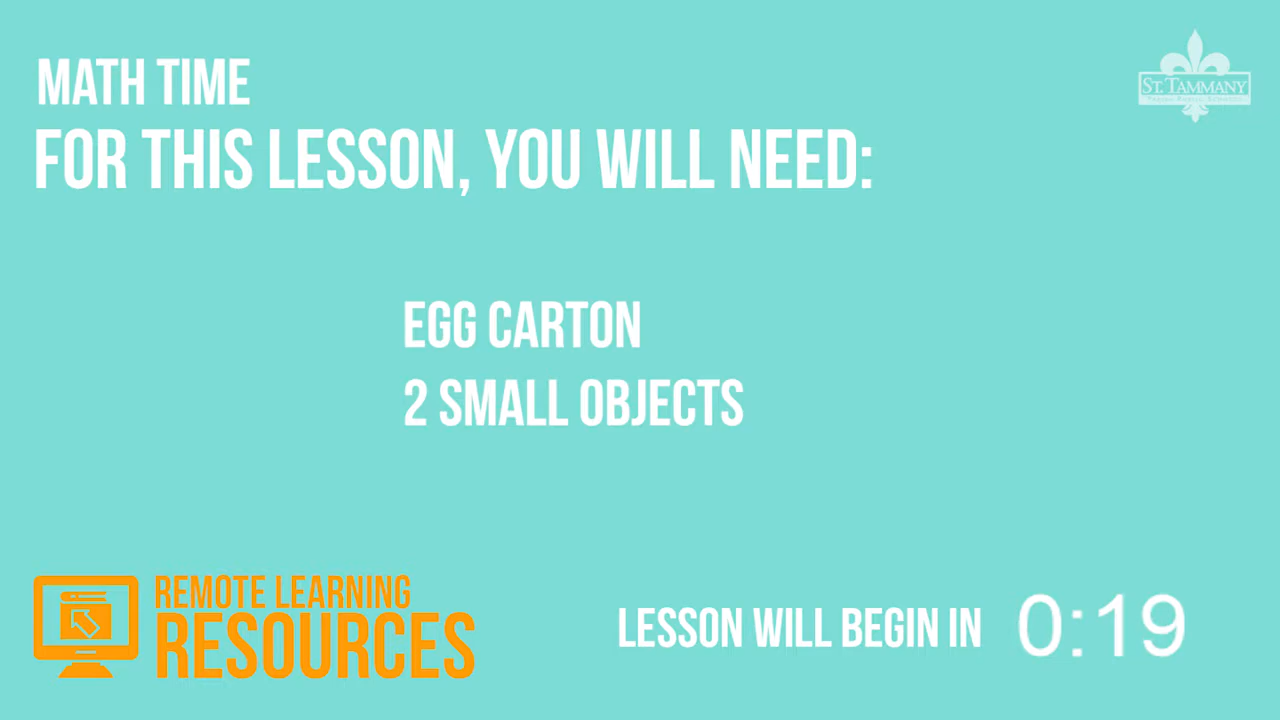 MATH TIME
FOR THIS LESSON, YOU WILL NEED:
ST. TAMMANY
EGG CARTON
2 SMALL OBJECTS
REMOTE LEARNING
RESOURCES
LESSON WILL BEGIN IN 0:19